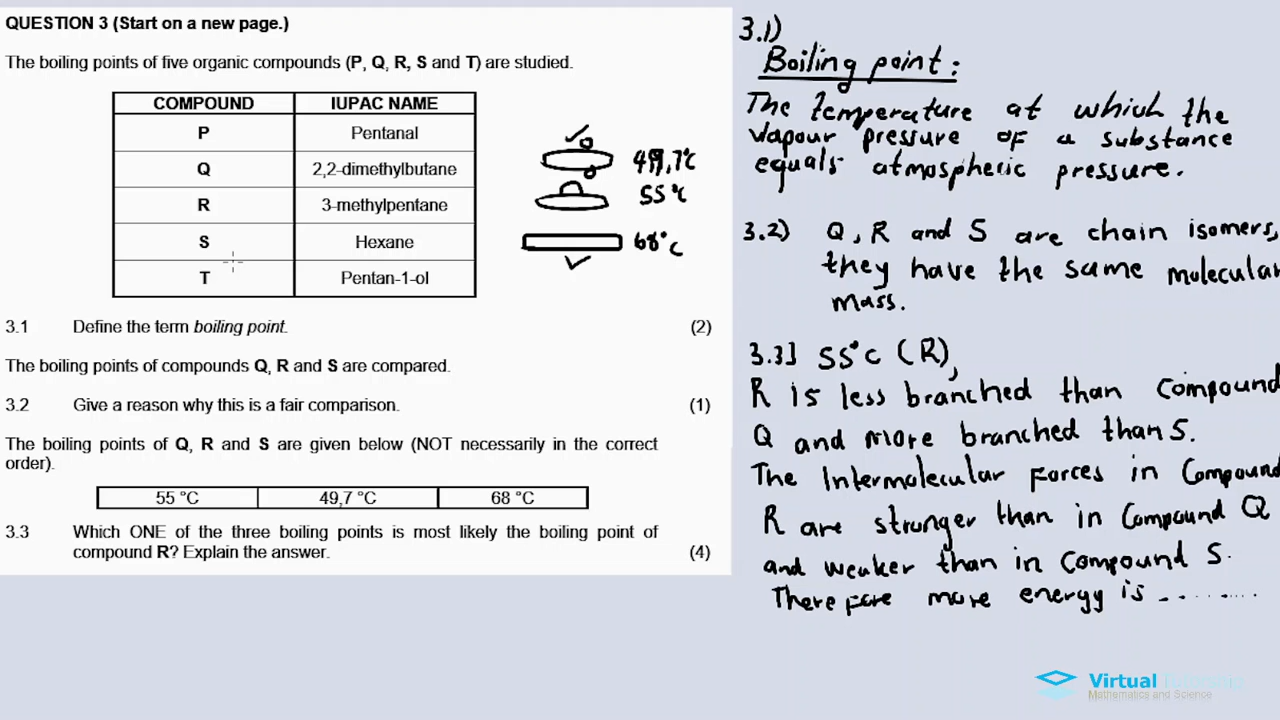 QUESTION 3 (Start on a new page.)
The boiling points of five organic compounds (P, Q, R, S and T) are studied.
COMPOUND IUPAC NAME
P Pentanal
Q 2,2-dimethylbutane
R 3-methylpentane
S Hexane
T Pentan-1-ol
49,7°C
55°C
68°C
3.1 Define the term boiling point. (2)
The boiling points of compounds Q, R and S are compared.
3.2 Give a reason why this is a fair comparison. (1)
The boiling points of Q, R and S are given below (NOT necessarily in the correct
order).
55 °C 49,7 °C 68 °C
3.3 Which ONE of the three boiling points is most likely the boiling point of
compound R? Explain the answer. (4)
3.1)
Boiling point:
The temperature at which the
vapour pressure of a substance
equals atmospheric pressure.
3.2) Q, R and S are chain isomers,
they have the same molecular
mass.
3.3] 55°C (R),
R is less branched than Compound
Q and more branched than S.
The Intermolecular forces in Compound
R are stronger than in Compound Q
and weaker than in Compound S.
Therefore more energy is .........
Virtual
Mathematics and Science